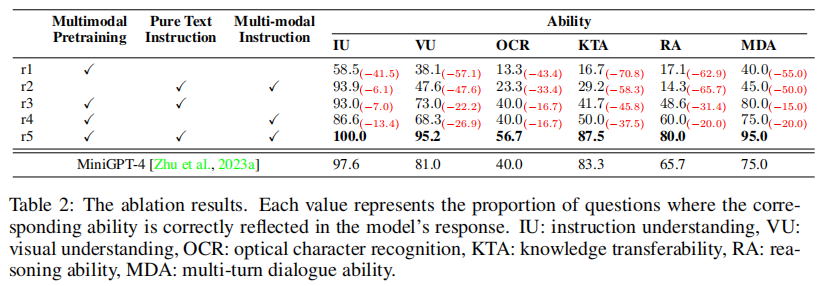 Multimodal Pure Text Multi-modal Ability
Pretraining Instruction Instruction IU VU OCR KTA RA MDA
r1 ✓ 58.5(−41.5) 38.1(−57.1) 13.3(−43.4) 16.7(−70.8) 17.1(−62.9) 40.0(−55.0)
r2 ✓ ✓ 93.9(−6.1) 47.6(−47.6) 23.3(−33.4) 29.2(−58.3) 14.3(−65.7) 45.0(−50.0)
r3 ✓ ✓ 93.0(−7.0) 73.0(−22.2) 40.0(−16.7) 41.7(−45.8) 48.6(−31.4) 80.0(−15.0)
r4 ✓ ✓ 86.6(−13.4) 68.3(−26.9) 40.0(−16.7) 50.0(−37.5) 60.0(−20.0) 75.0(−20.0)
r5 ✓ ✓ ✓ 100.0 95.2 56.7 87.5 80.0 95.0
MiniGPT-4 [Zhu et al., 2023a] 97.6 81.0 40.0 83.3 65.7 75.0
Table 2: The ablation results. Each value represents the proportion of questions where the corre-
sponding ability is correctly reflected in the model's response. IU: instruction understanding, VU:
visual understanding, OCR: optical character recognition, KTA: knowledge transferability, RA: rea-
soning ability, MDA: multi-turn dialogue ability.